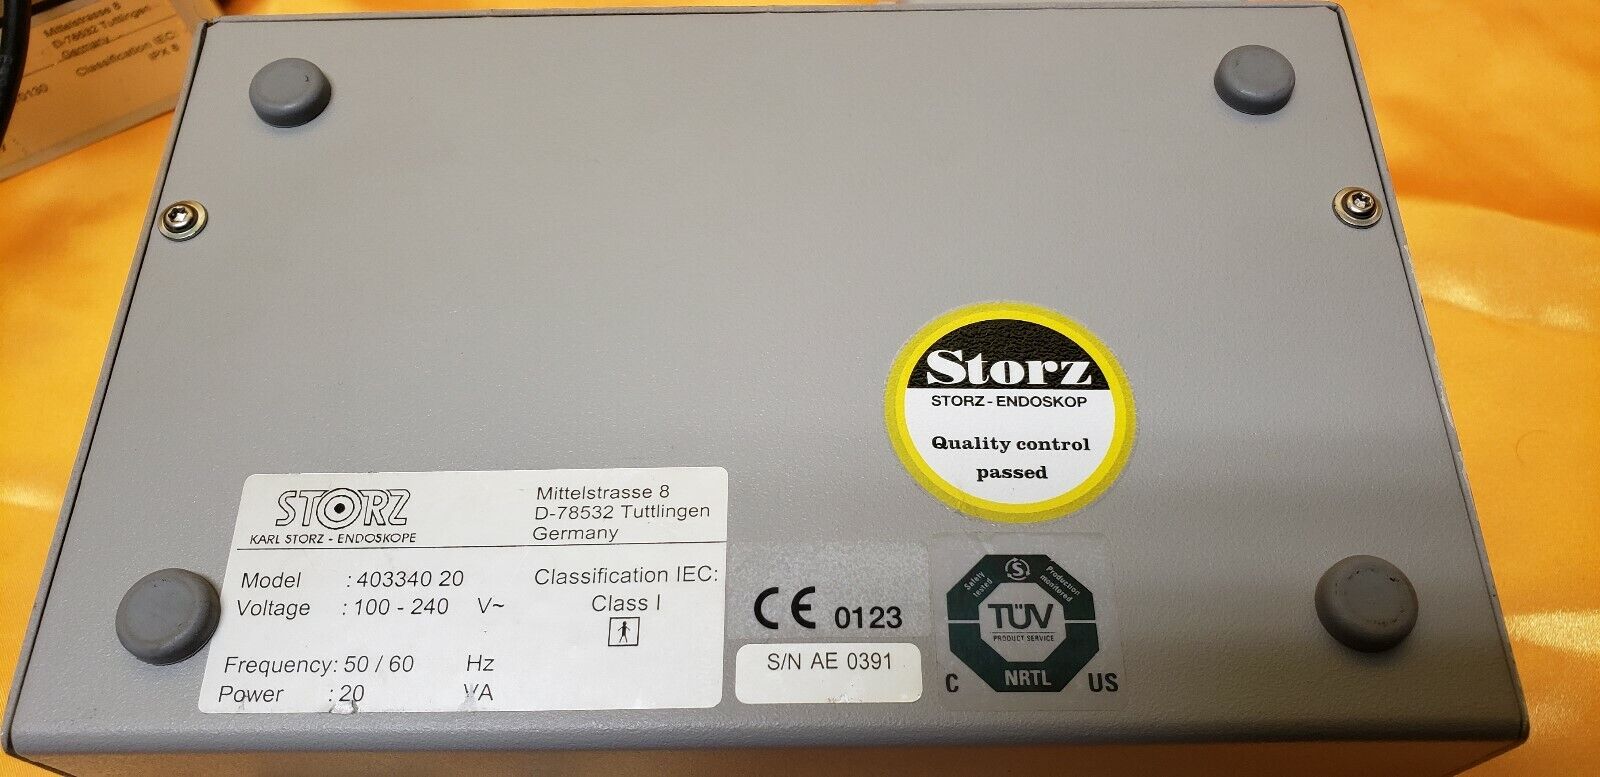 Mittelstrasse 8
D-78532 Tuttlingen
Germany
Classification IEC:
IPX 8
0130
Storz
STORZ-ENDOSKOP
Quality control
passed
STORZ
KARL STORZ - ENDOSKOPE
Mittelstrasse 8
D-78532 Tuttlingen
Germany
Model : 403340 20
Voltage : 100 - 240 V~
Frequency: 50 / 60 Hz
Power : 20 VA
Classification IEC:
Class I
CE 0123
S/N AE 0391
Safety tested
S
Production monitored
TÜV
PRODUCT SERVICE
NRTL
C US